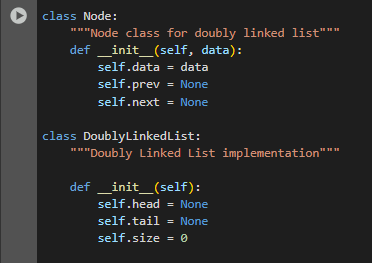 class Node:
    """Node class for doubly linked list"""
    def __init__(self, data):
        self.data = data
        self.prev = None
        self.next = None
class DoublyLinkedList:
    """Doubly Linked List implementation"""
    def __init__(self):
        self.head = None
        self.tail = None
        self.size = 0